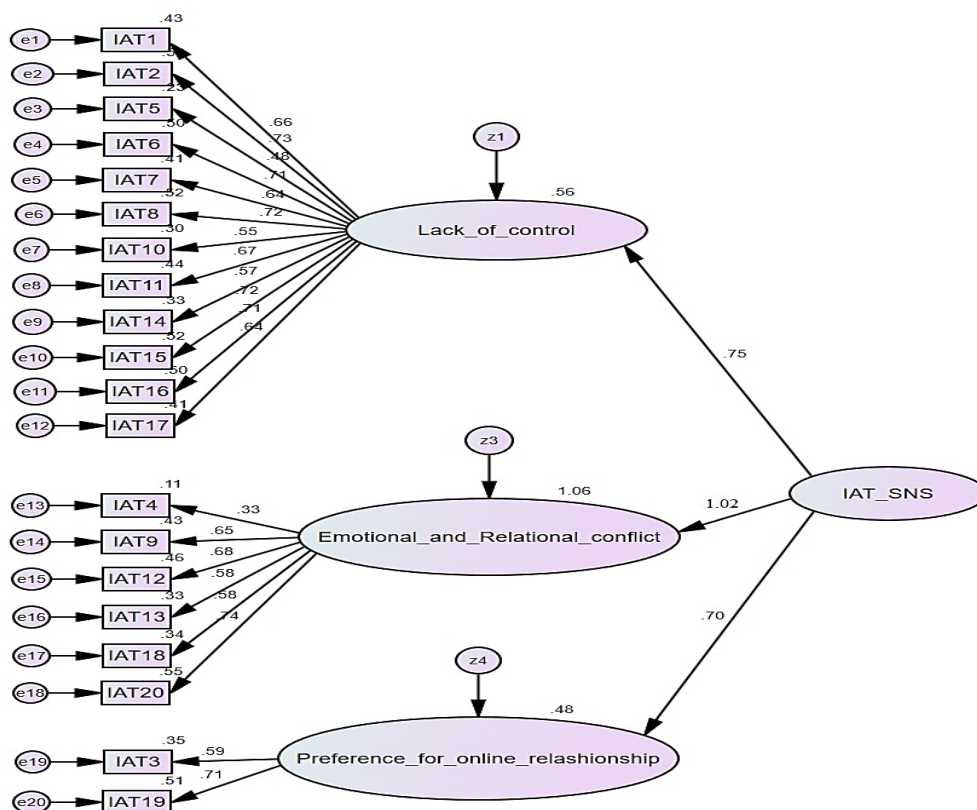 .43
e1 IAT1
e2 IAT2
.23
e3 IAT5
.50
e4 IAT6
.41
e5 IAT7
.52
e6 IAT8
.30
e7 IAT10
.44
e8 IAT11
.33
e9 IAT14
.52
e10 IAT15
.50
e11 IAT16
.41
e12 IAT17
.66
.73
.48
.71
.64
.72
.55
.67
.57
.72
.71
.64
z1
.56
Lack_of_control
.75
z3
1.06
Emotional_and_Relational_conflict
1.02
IAT_SNS
.11
e13 IAT4
.43
e14 IAT9
.46
e15 IAT12
.33
e16 IAT13
.34
e17 IAT18
.55
e18 IAT20
.33
.65
.68
.58
.58
.74
.70
z4
.48
Preference_for_online_relashionship
.35
e19 IAT3
.51
e20 IAT19
.59
.71